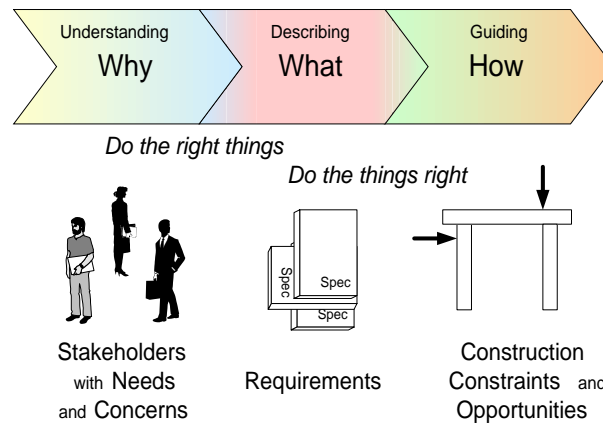 Understanding
Why
Describing
What
Guiding
How
Do the right things
Do the things right
Spec
Spec
Spec
Stakeholders
with Needs
and Concerns
Requirements
Construction
Constraints and
Opportunities